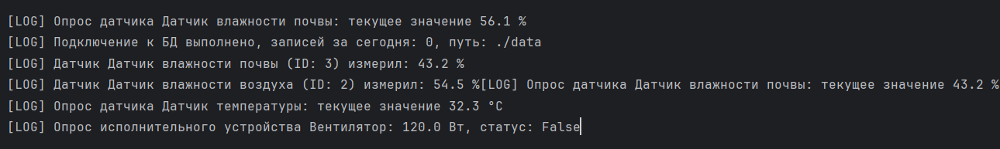 [LOG] Опрос датчика Датчик влажности почвы: текущее значение 56.1 %
[LOG] Подключение к БД выполнено, записей за сегодня: 0, путь: ./data
[LOG] Датчик Датчик влажности почвы (ID: 3) измерил: 43.2 %
[LOG] Датчик Датчик влажности воздуха (ID: 2) измерил: 54.5 %[LOG] Опрос датчика Датчик влажности почвы: текущее значение 43.2 %
[LOG] Опрос датчика Датчик температуры: текущее значение 32.3 °C
[LOG] Опрос исполнительного устройства Вентилятор: 120.0 Вт, статус: False